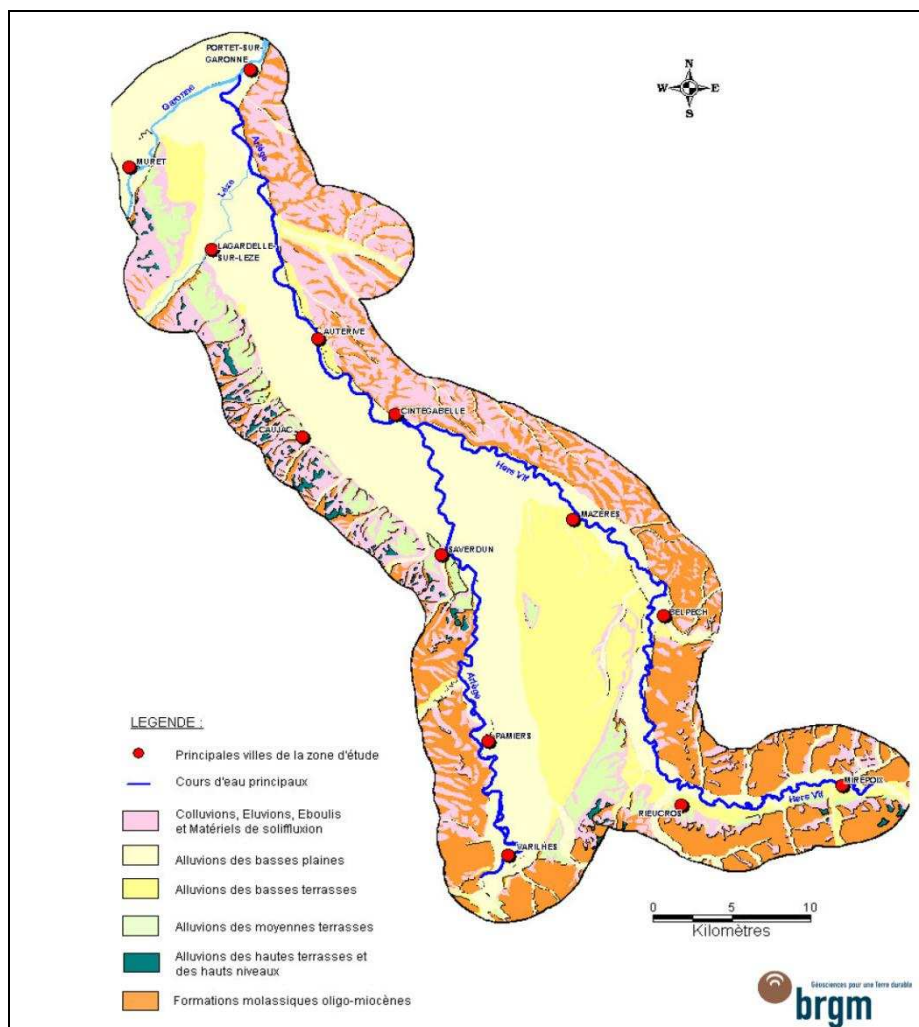 PORTET-SUR-
GARONNE
N
W E
S
Garonne
Ariège
MURET
Lèze
LAGARDELLE-
SUR-LEZE
AUTERIVE
CINTEGABELLE
CAUJAC
Hers Vif
MAZERES
SAVERDUN
BELPECH
Ariège
LEGENDE :
Principales villes de la zone d'étude
PAMIERS
Cours d'eau principaux
MIREPOIX
Hers Vif
RIEUCROS
Colluvions, Eluvions, Eboulis
et Matériels de solifluxion
VARILHES
Alluvions des basses plaines
Alluvions des basses terrasses
0 5 10
Kilomètres
Alluvions des moyennes terrasses
Alluvions des hautes terrasses et
des hauts niveaux
Formations molassiques oligo-miocènes
Géosciences pour une Terre durable
brgm